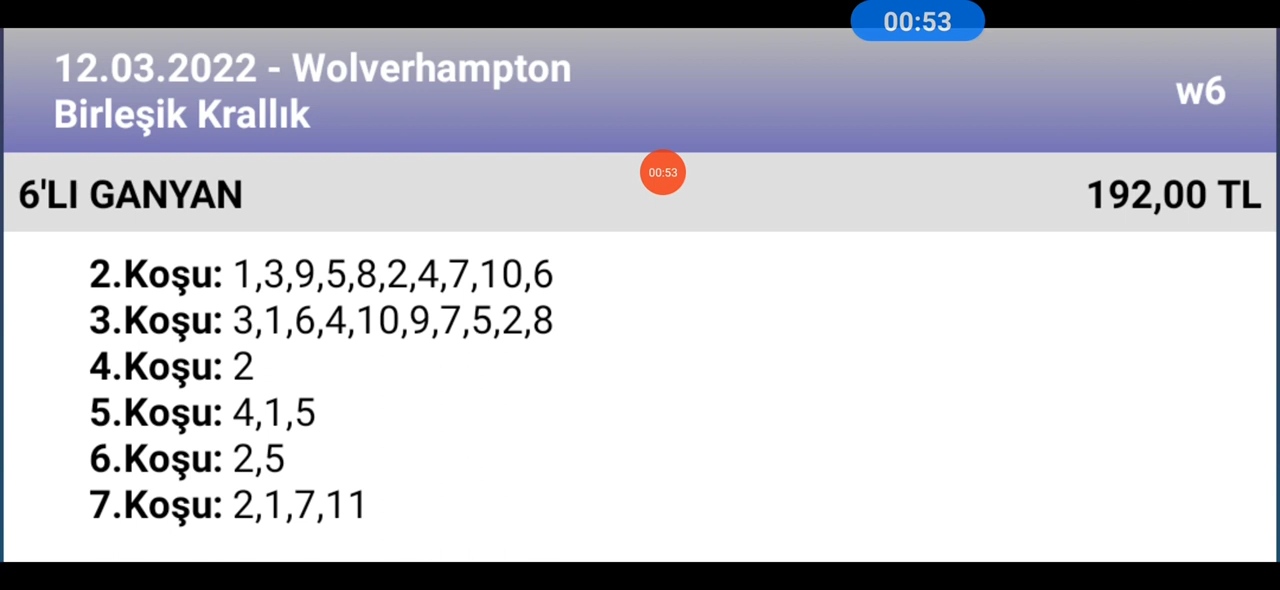 00:53
12.03.2022 - Wolverhampton
Birleşik Krallık
w6
00:53
6'LI GANYAN
192,00 TL
2.Koşu: 1,3,9,5,8,2,4,7,10,6
3.Koşu: 3,1,6,4,10,9,7,5,2,8
4.Koşu: 2
5.Koşu: 4,1,5
6.Koşu: 2,5
7.Koşu: 2,1,7,11